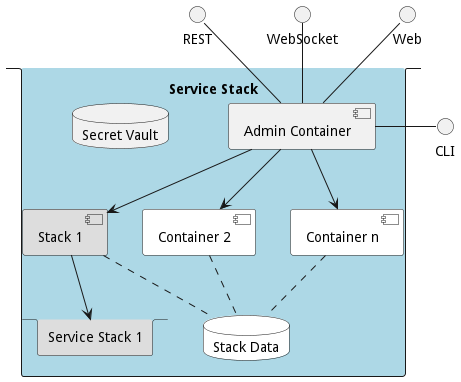 REST
WebSocket
Web
Service Stack
Secret Vault
Admin Container
CLI
Stack 1
Container 2
Container n
Service Stack 1
Stack Data